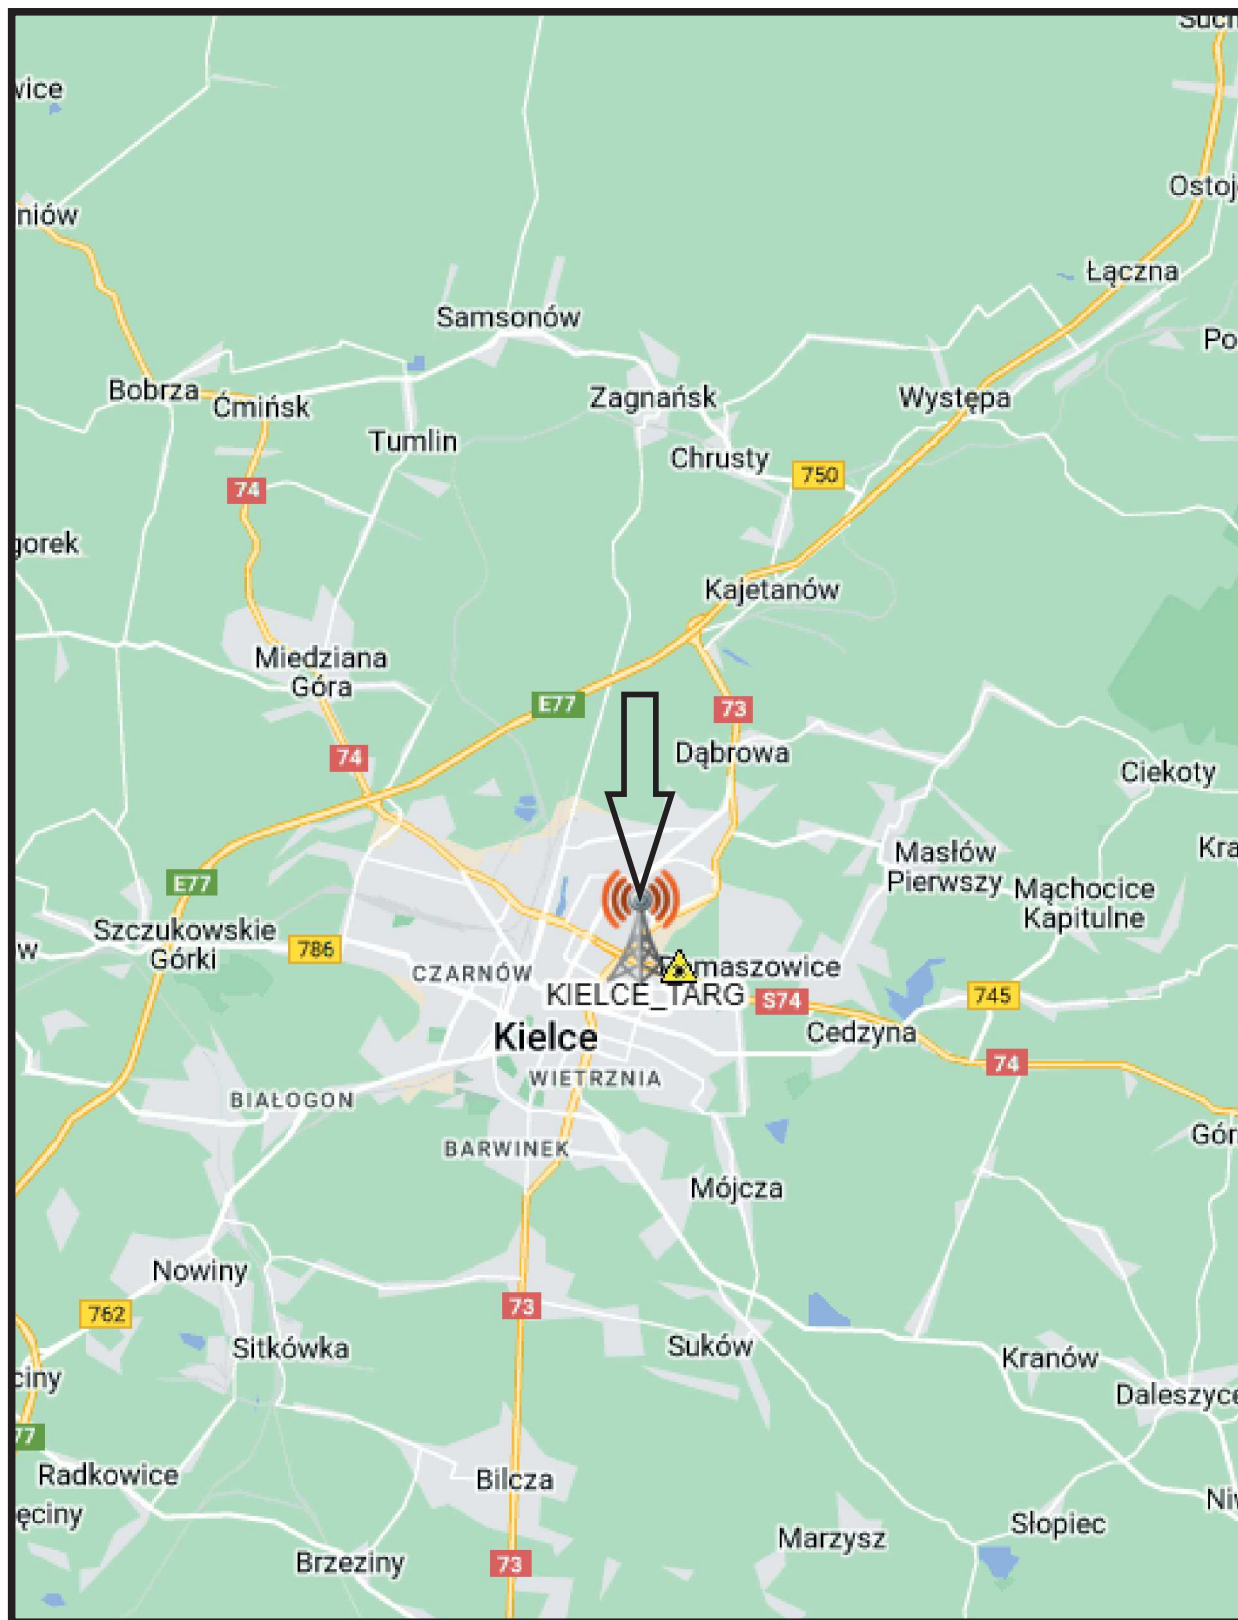 wice
niów
Ostoj
Łączna
Samsonów
Po
Bobrza
Ćmińsk
Zagnańsk
Występa
Tumlin
Chrusty
750
74
gorek
Kajetanów
Miedziana
Góra
E77
73
74
Dąbrowa
Ciekoty
Masłów
Pierwszy
Kra
E77
Mąchocice
Kapitulne
Szczukowskie
Górki
w
786
CZARNÓW
maszowice
KIELCE_TARG
S74
745
Kielce
Cedzyna
74
WIETRZNIA
BIAŁOGON
Gór
BARWINEK
Mójcza
Nowiny
762
73
Sitkówka
Suków
Kranów
ciny
Daleszyce
77
Radkowice
Bilcza
ęciny
Marzysz
Słopiec
Brzeziny
73